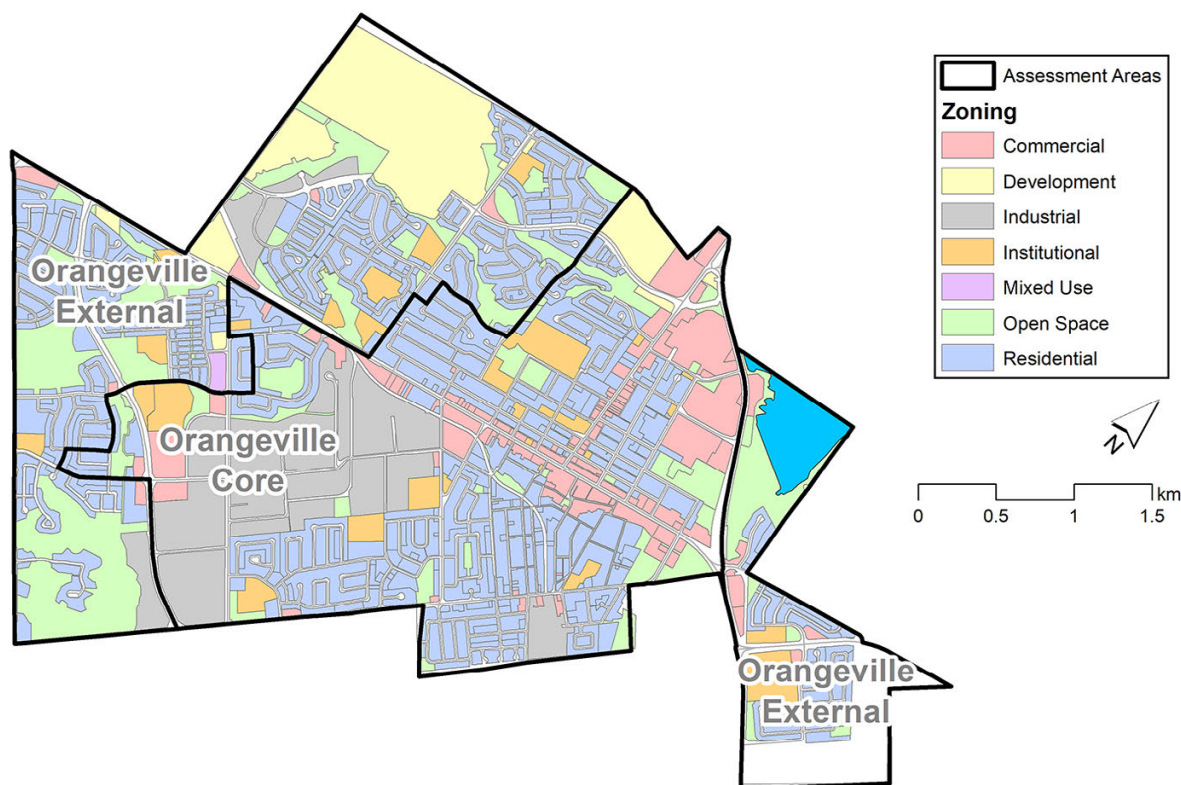 Orangeville
External
Orangeville
Core
Orangeville
External
Assessment Areas
Zoning
Commercial
Development
Industrial
Institutional
Mixed Use
Open Space
Residential
N
0 0.5 1 1.5 km